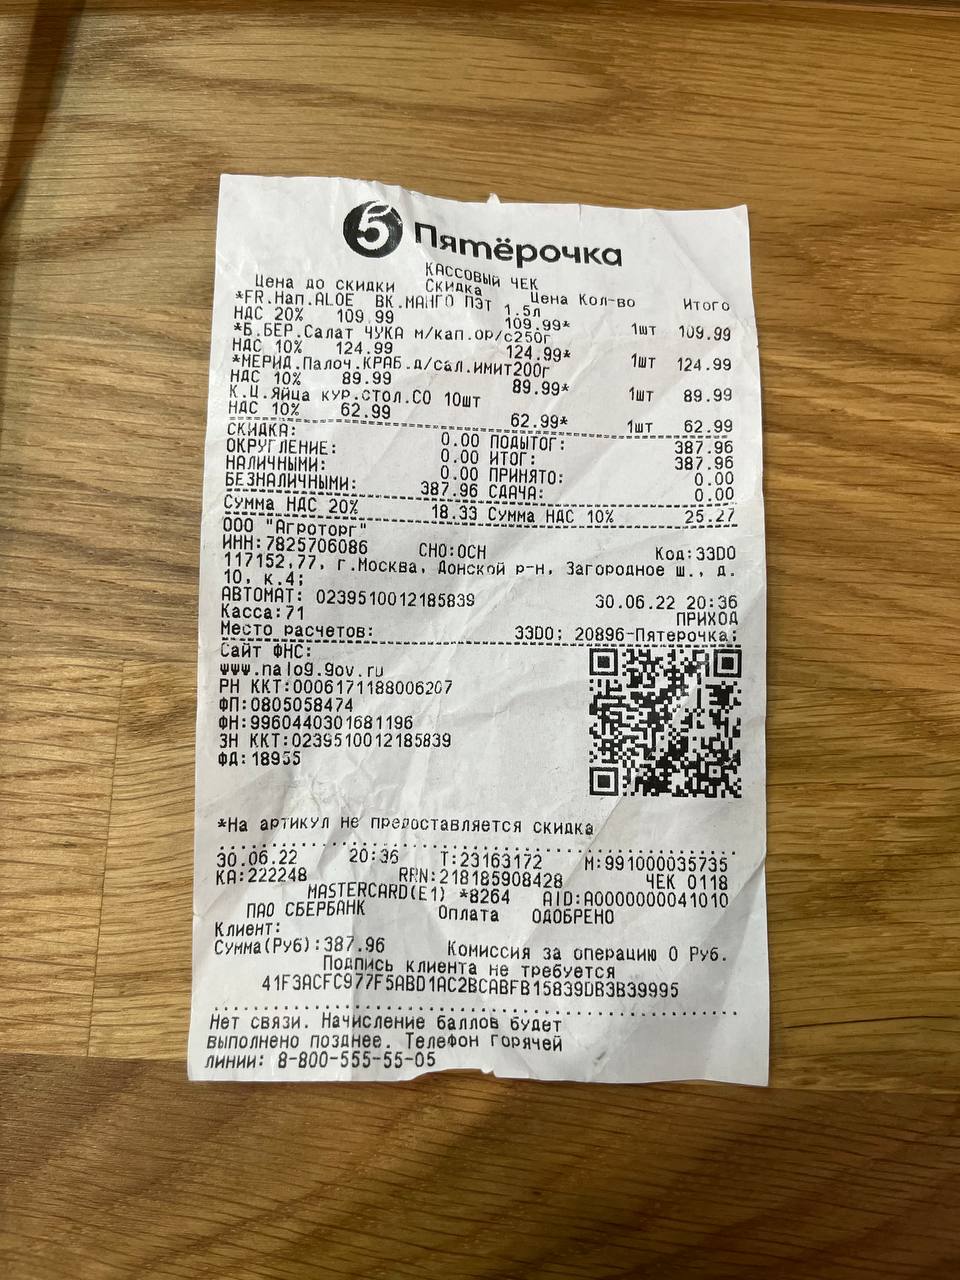 5 Пятёрочка
КАССОВЫЙ ЧЕК
Цена до скидки Скидка Цена Кол-во Итого
*FR.Нап.ALOE ВК.МАНГО ПЭТ 1.5л
НДС 20% 109.99 109.99* 1шт 109.99
*Б.БЕР.Салат ЧУКА м/кап.ор/с250г
НДС 10% 124.99 124.99* 1шт 124.99
*МЕРИД.Палоч.КРАБ.д/сал.имит200г
НДС 10% 89.99 89.99* 1шт 89.99
К.Ц.Яйца кур.стол.СО 10шт
НДС 10% 62.99 62.99* 1шт 62.99
СКИДКА: 0.00 ПОДЫТОГ: 387.96
ОКРУГЛЕНИЕ: 0.00 ИТОГ: 387.96
НАЛИЧНЫМИ: 0.00 ПРИНЯТО: 0.00
БЕЗНАЛИЧНЫМИ: 387.96 СДАЧА: 0.00
Сумма НДС 20% 18.33 Сумма НДС 10% 25.27
ООО "Агроторг"
ИНН:7825706086 СНО:ОСН Код:33D0
117152,77, г.Москва, Донской р-н, Загородное ш., д.
10, к.4;
АВТОМАТ: 0239510012185839 30.06.22 20:36
Касса:71 ПРИХОД
Место расчетов: 33D0; 20896-Пятерочка;
Сайт ФНС:
www.nalog.gov.ru
РН ККТ:0006171188006207
ФП:0805058474
ФН:9960440301681196
ЗН ККТ:0239510012185839
ФД:18955
*На артикул не предоставляется скидка
30.06.22 20:36 Т:23163172 М:991000035735
КА:222248 RRN:218185908428 ЧЕК 0118
MASTERCARD(E1) *8264 AID:A0000000041010
ПАО СБЕРБАНК Оплата ОДОБРЕНО
Клиент:
Сумма(Руб):387.96 Комиссия за операцию 0 Руб.
Подпись клиента не требуется
41F3ACFC977F5ABD1AC2BCABFB15839DB3B39995
Нет связи. Начисление баллов будет
выполнено позднее. Телефон горячей
линии: 8-800-555-55-05